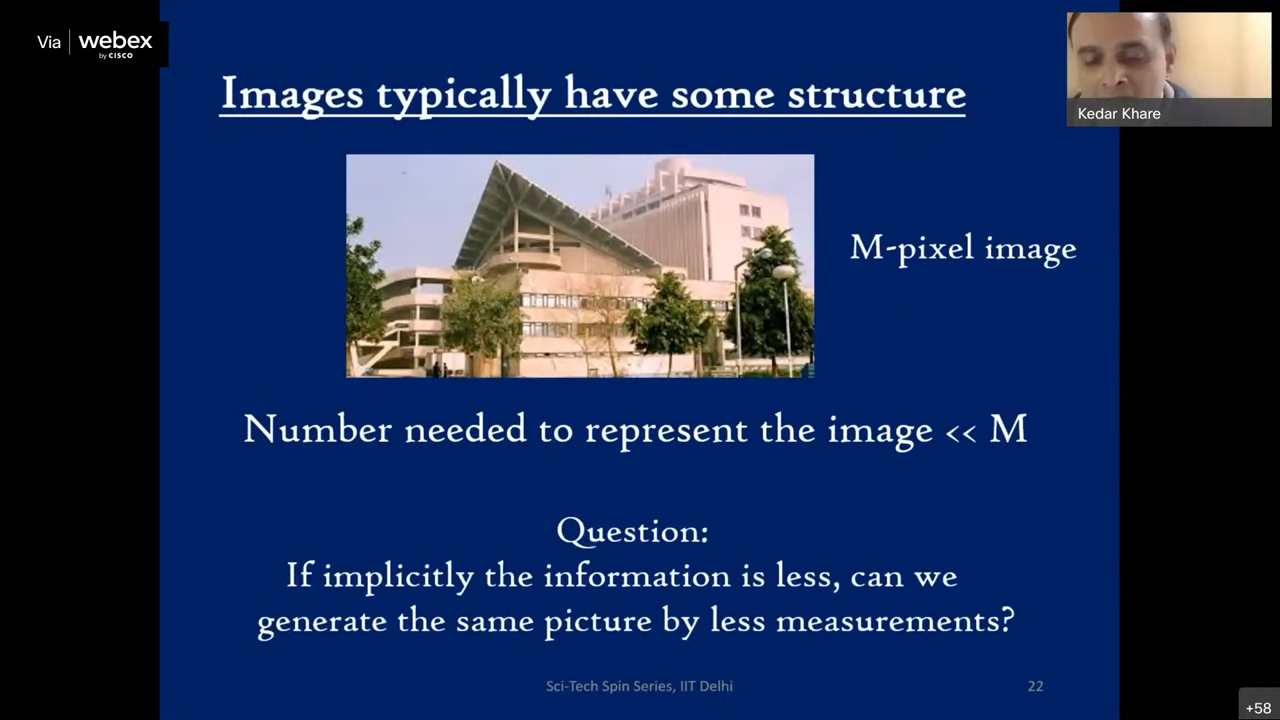 Via webex
by CISCO
Images typically have some structure
Kedar Khare
M-pixel image
Number needed to represent the image << M
Question:
If implicitly the information is less, can we
generate the same picture by less measurements?
Sci-Tech Spin Series, IIT Delhi
22
+58